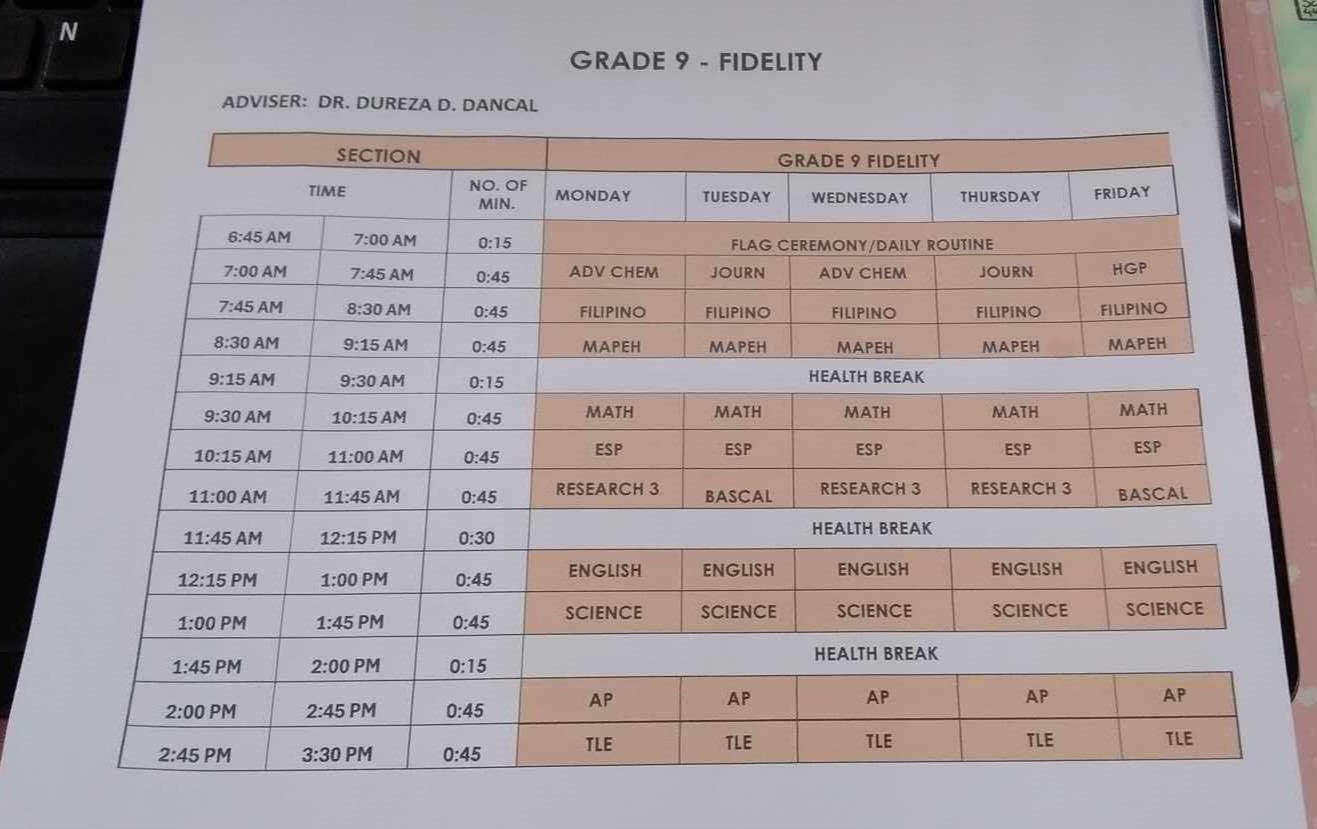 N
GRADE 9 - FIDELITY
ADVISER: DR. DUREZA D. DANCAL
SECTION GRADE 9 FIDELITY
TIME NO. OF MIN. MONDAY TUESDAY WEDNESDAY THURSDAY FRIDAY
6:45 AM 7:00 AM 0:15 FLAG CEREMONY/DAILY ROUTINE
7:00 AM 7:45 AM 0:45 ADV CHEM JOURN ADV CHEM JOURN HGP
7:45 AM 8:30 AM 0:45 FILIPINO FILIPINO FILIPINO FILIPINO FILIPINO
8:30 AM 9:15 AM 0:45 MAPEH MAPEH MAPEH MAPEH MAPEH
9:15 AM 9:30 AM 0:15 HEALTH BREAK
9:30 AM 10:15 AM 0:45 MATH MATH MATH MATH MATH
10:15 AM 11:00 AM 0:45 ESP ESP ESP ESP ESP
11:00 AM 11:45 AM 0:45 RESEARCH 3 BASCAL RESEARCH 3 RESEARCH 3 BASCAL
11:45 AM 12:15 PM 0:30 HEALTH BREAK
12:15 PM 1:00 PM 0:45 ENGLISH ENGLISH ENGLISH ENGLISH ENGLISH
1:00 PM 1:45 PM 0:45 SCIENCE SCIENCE SCIENCE SCIENCE SCIENCE
1:45 PM 2:00 PM 0:15 HEALTH BREAK
2:00 PM 2:45 PM 0:45 AP AP AP AP AP
2:45 PM 3:30 PM 0:45 TLE TLE TLE TLE TLE